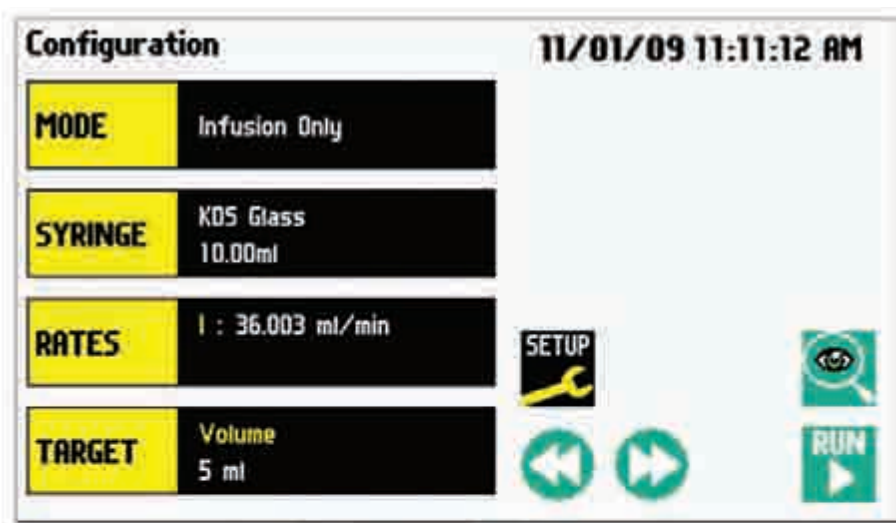 Configuration 11/01/09 11:11:12 AM
MODE Infusion Only
SYRINGE KDS Glass
10.00ml
RATES I : 36.003 ml/min
SETUP
TARGET Volume
5 ml
RUN